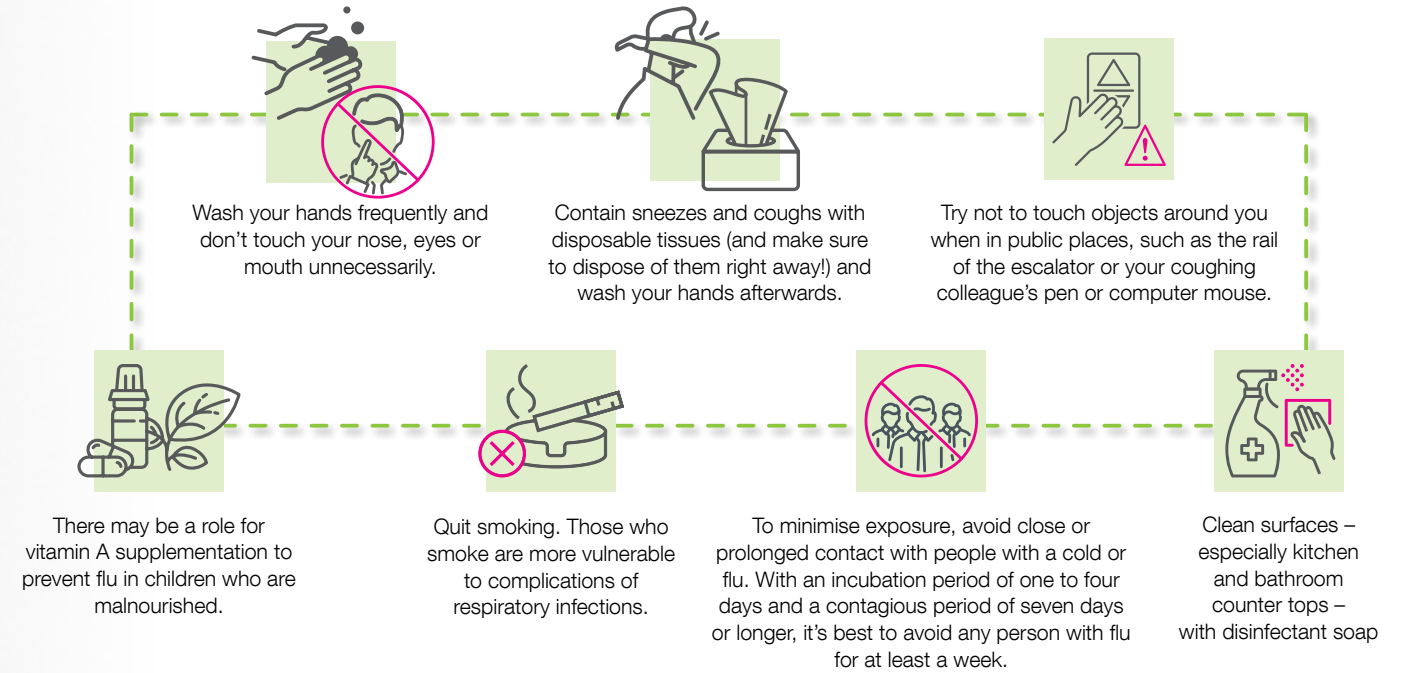 Wash your hands frequently and
don't touch your nose, eyes or
mouth unnecessarily.
Contain sneezes and coughs with
disposable tissues (and make sure
to dispose of them right away!) and
wash your hands afterwards.
Try not to touch objects around you
when in public places, such as the rail
of the escalator or your coughing
colleague's pen or computer mouse.
There may be a role for
vitamin A supplementation to
prevent flu in children who are
malnourished.
Quit smoking. Those who
smoke are more vulnerable
to complications of
respiratory infections.
To minimise exposure, avoid close or
prolonged contact with people with a cold or
flu. With an incubation period of one to four
days and a contagious period of seven days
or longer, it's best to avoid any person with flu
for at least a week.
Clean surfaces –
especially kitchen
and bathroom
counter tops –
with disinfectant soap